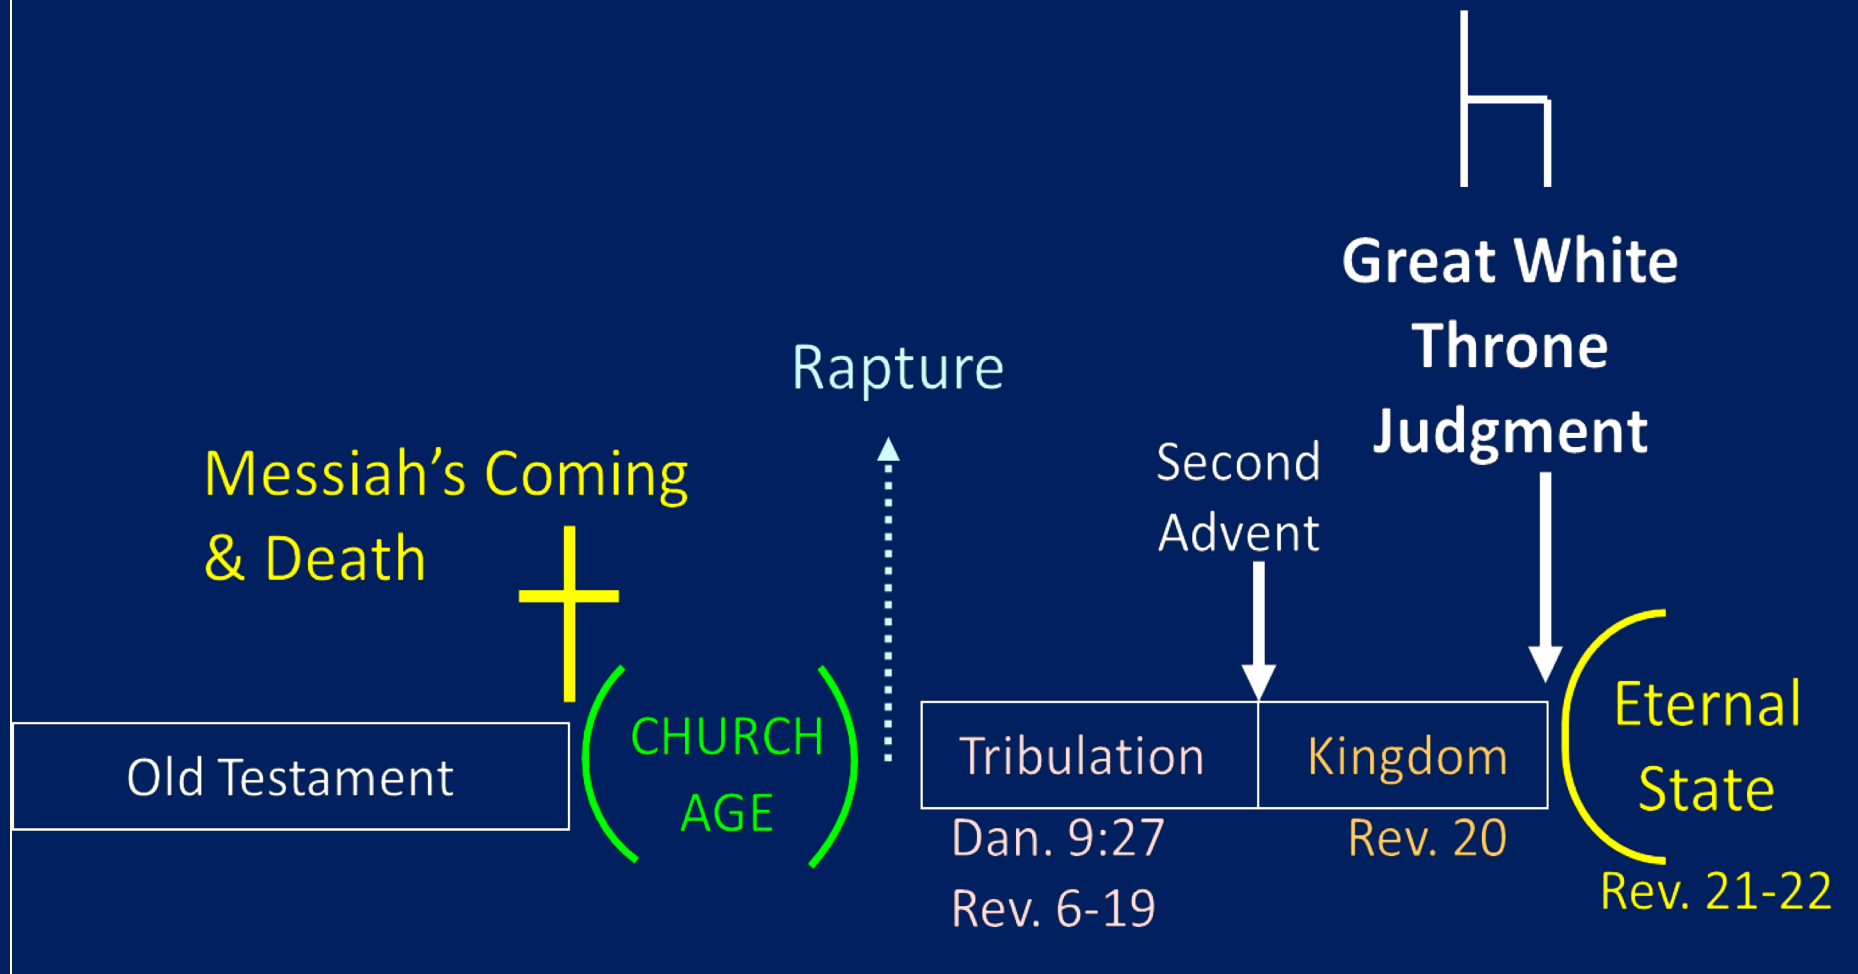 Great White
Throne
Judgment
Rapture
Second
Advent
Messiah’s Coming
& Death
Old Testament
CHURCH
AGE
Tribulation
Kingdom
Eternal
State
Dan. 9:27
Rev. 6-19
Rev. 20
Rev. 21-22